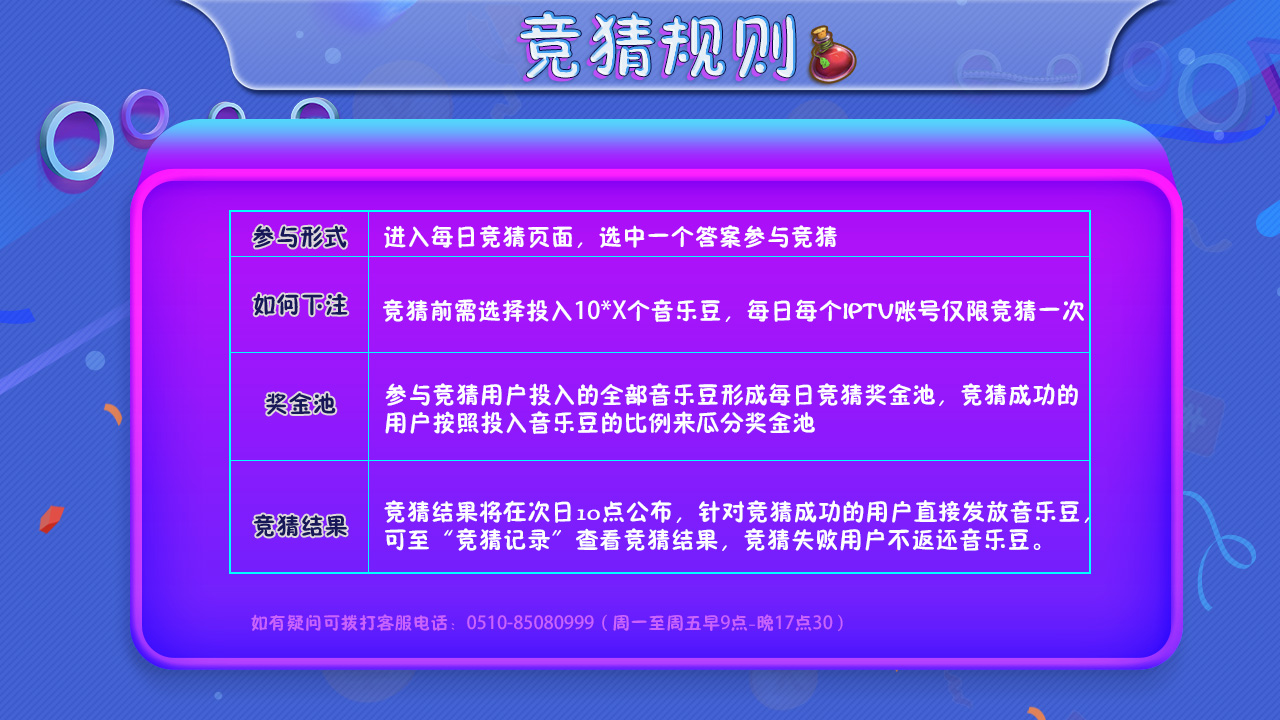 竞猜规则
参与形式
进入每日竞猜页面，选中一个答案参与竞猜
如何下注
竞猜前需选择投入10*X个音乐豆，每日每个IPTV账号仅限竞猜一次
奖金池
参与竞猜用户投入的全部音乐豆形成每日竞猜奖金池，竞猜成功的
用户按照投入音乐豆的比例来瓜分奖金池
竞猜结果
竞猜结果将在次日10点公布，针对竞猜成功的用户直接发放音乐豆，
可至“竞猜记录”查看竞猜结果，竞猜失败用户不返还音乐豆。
如有疑问可拨打客服电话：0510-85080999（周一至周五早9点-晚17点30）